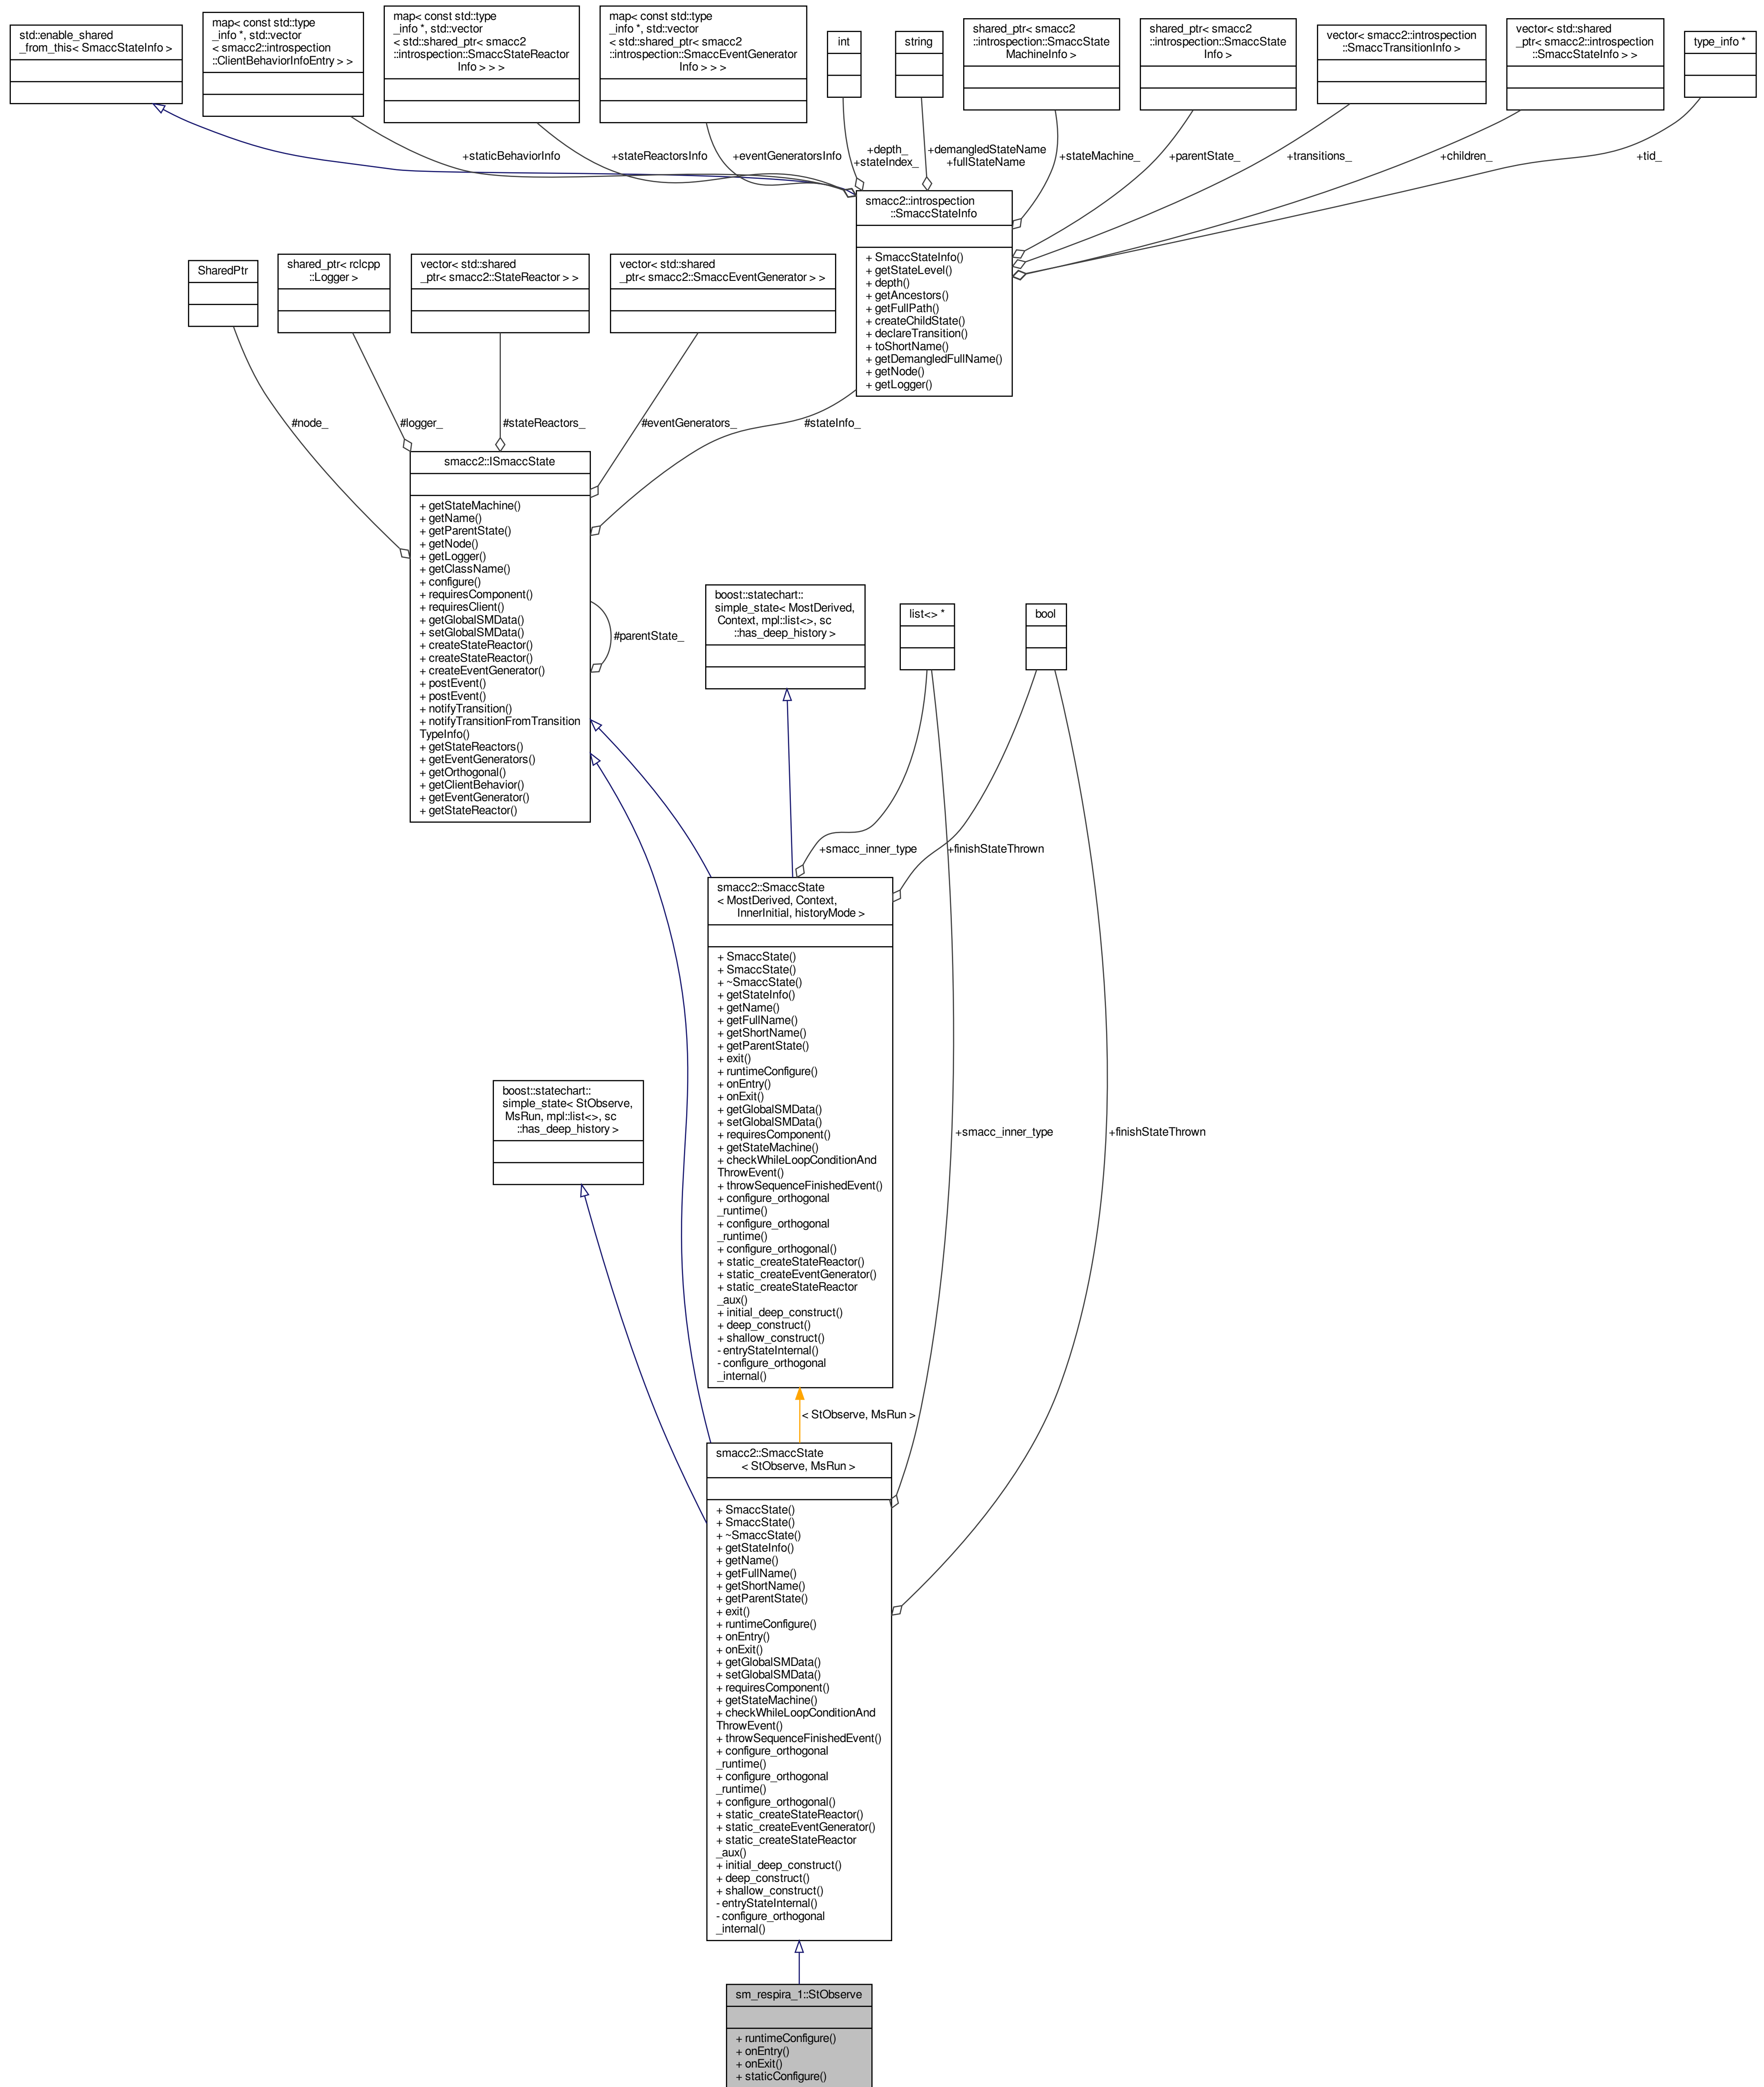 std::enable_shared
_from_this< SmaccStateInfo >
map< const std::type
_info *, std::vector
< smacc2::introspection
::ClientBehaviorInfoEntry > >
map< const std::type
_info *, std::vector
< std::shared_ptr< smacc2
::introspection::SmaccStateReactor
Info > > >
map< const std::type
_info *, std::vector
< std::shared_ptr< smacc2
::introspection::SmaccEventGenerator
Info > > >
int
string
shared_ptr< smacc2
::introspection::SmaccState
MachineInfo >
shared_ptr< smacc2
::introspection::SmaccState
Info >
vector< smacc2::introspection
::SmaccTransitionInfo >
vector< std::shared
_ptr< smacc2::introspection
::SmaccStateInfo > >
type_info *
+staticBehaviorInfo
+stateReactorsInfo
+eventGeneratorsInfo
+depth_
+stateIndex_
+demangledStateName
+fullStateName
+stateMachine_
+parentState_
+transitions_
+children_
+tid_
smacc2::introspection
::SmaccStateInfo
+ SmaccStateInfo()
+ getStateLevel()
+ depth()
+ getAncestors()
+ getFullPath()
+ createChildState()
+ declareTransition()
+ toShortName()
+ getDemangledFullName()
+ getNode()
+ getLogger()
SharedPtr
shared_ptr< rclcpp
::Logger >
vector< std::shared
_ptr< smacc2::StateReactor > >
vector< std::shared
_ptr< smacc2::SmaccEventGenerator > >
#node_
#logger_
#stateReactors_
#eventGenerators_
#stateInfo_
smacc2::ISmaccState
+ getStateMachine()
+ getName()
+ getParentState()
+ getNode()
+ getLogger()
+ getClassName()
+ configure()
+ requiresComponent()
+ requiresClient()
+ getGlobalSMData()
+ setGlobalSMData()
+ createStateReactor()
+ createStateReactor()
+ createEventGenerator()
+ postEvent()
+ postEvent()
+ notifyTransition()
+ notifyTransitionFromTransition
TypeInfo()
+ getStateReactors()
+ getEventGenerators()
+ getOrthogonal()
+ getClientBehavior()
+ getEventGenerator()
+ getStateReactor()
#parentState_
boost::statechart::
simple_state< MostDerived,
Context, mpl::list<>, sc
::has_deep_history >
list<> *
bool
+smacc_inner_type
+finishStateThrown
smacc2::SmaccState
< MostDerived, Context,
InnerInitial, historyMode >
+ SmaccState()
+ SmaccState()
+ ~SmaccState()
+ getStateInfo()
+ getName()
+ getFullName()
+ getShortName()
+ getParentState()
+ exit()
+ runtimeConfigure()
+ onEntry()
+ onExit()
+ getGlobalSMData()
+ setGlobalSMData()
+ requiresComponent()
+ getStateMachine()
+ checkWhileLoopConditionAnd
ThrowEvent()
+ throwSequenceFinishedEvent()
+ configure_orthogonal
_runtime()
+ configure_orthogonal
_runtime()
+ configure_orthogonal()
+ static_createStateReactor()
+ static_createEventGenerator()
+ static_createStateReactor
_aux()
+ initial_deep_construct()
+ deep_construct()
+ shallow_construct()
- entryStateInternal()
- configure_orthogonal
_internal()
boost::statechart::
simple_state< StObserve,
MsRun, mpl::list<>, sc
::has_deep_history >
+smacc_inner_type
+finishStateThrown
< StObserve, MsRun >
smacc2::SmaccState
< StObserve, MsRun >
+ SmaccState()
+ SmaccState()
+ ~SmaccState()
+ getStateInfo()
+ getName()
+ getFullName()
+ getShortName()
+ getParentState()
+ exit()
+ runtimeConfigure()
+ onEntry()
+ onExit()
+ getGlobalSMData()
+ setGlobalSMData()
+ requiresComponent()
+ getStateMachine()
+ checkWhileLoopConditionAnd
ThrowEvent()
+ throwSequenceFinishedEvent()
+ configure_orthogonal
_runtime()
+ configure_orthogonal
_runtime()
+ configure_orthogonal()
+ static_createStateReactor()
+ static_createEventGenerator()
+ static_createStateReactor
_aux()
+ initial_deep_construct()
+ deep_construct()
+ shallow_construct()
- entryStateInternal()
- configure_orthogonal
_internal()
sm_respira_1::StObserve
+ runtimeConfigure()
+ onEntry()
+ onExit()
+ staticConfigure()